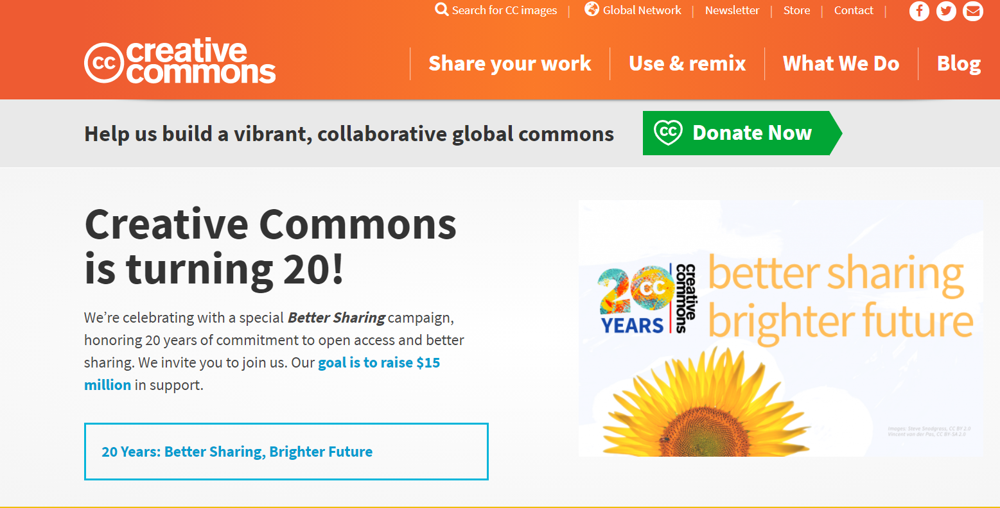 Search for CC images
Global Network
Newsletter
Store
Contact
cc creative
commons
Share your work
Use & remix
What We Do
Blog
Help us build a vibrant, collaborative global commons
cc Donate Now
Creative Commons
is turning 20!
We’re celebrating with a special Better Sharing campaign,
honoring 20 years of commitment to open access and better
sharing. We invite you to join us. Our goal is to raise $15
million in support.
20 Years: Better Sharing, Brighter Future
20 CC
YEARS
creative
commons
better sharing
brighter future
images: Steve Snodgrass, CC BY 2.0
Vincent van der Pas, CC BY-SA 2.0